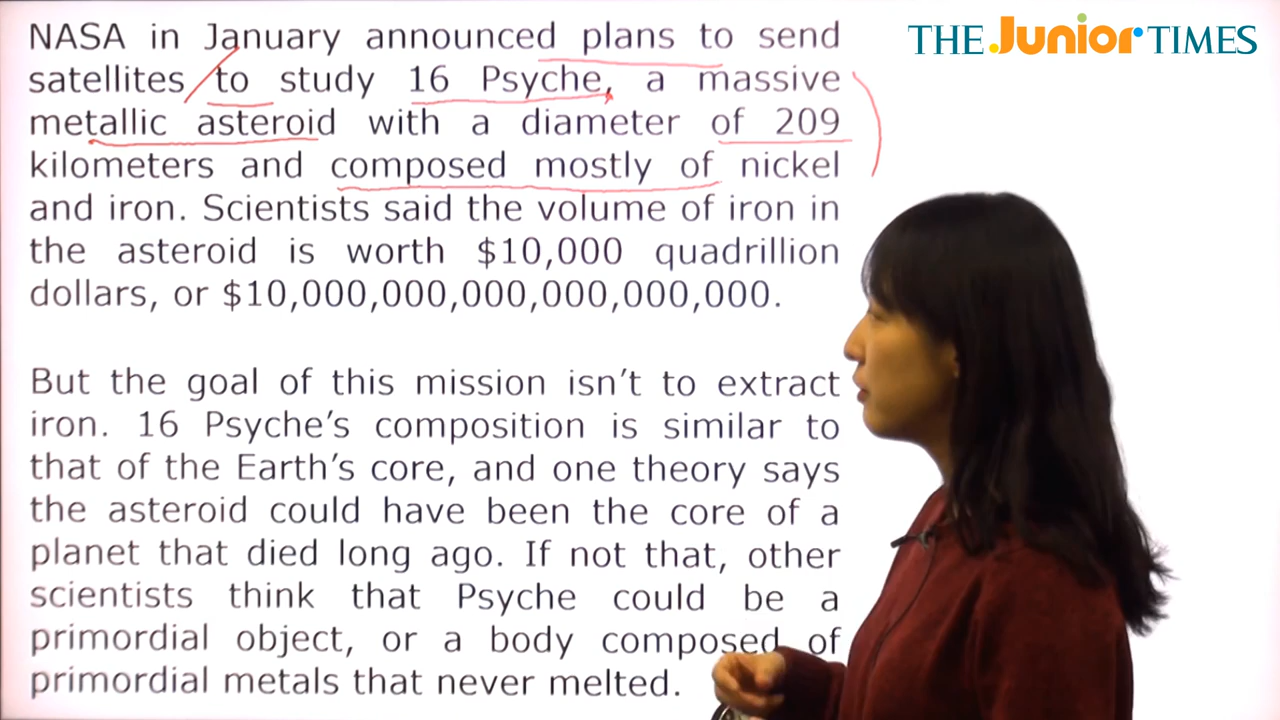 THE Junior TIMES
NASA in January announced plans to send
satellites to study 16 Psyche, a massive
metallic asteroid with a diameter of 209
kilometers and composed mostly of nickel
and iron. Scientists said the volume of iron in
the asteroid is worth $10,000 quadrillion
dollars, or $10,000,000,000,000,000,000.
But the goal of this mission isn't to extract
iron. 16 Psyche's composition is similar to
that of the Earth's core, and one theory says
the asteroid could have been the core of a
planet that died long ago. If not that, other
scientists think that Psyche could be a
primordial object, or a body composed of
primordial metals that never melted.